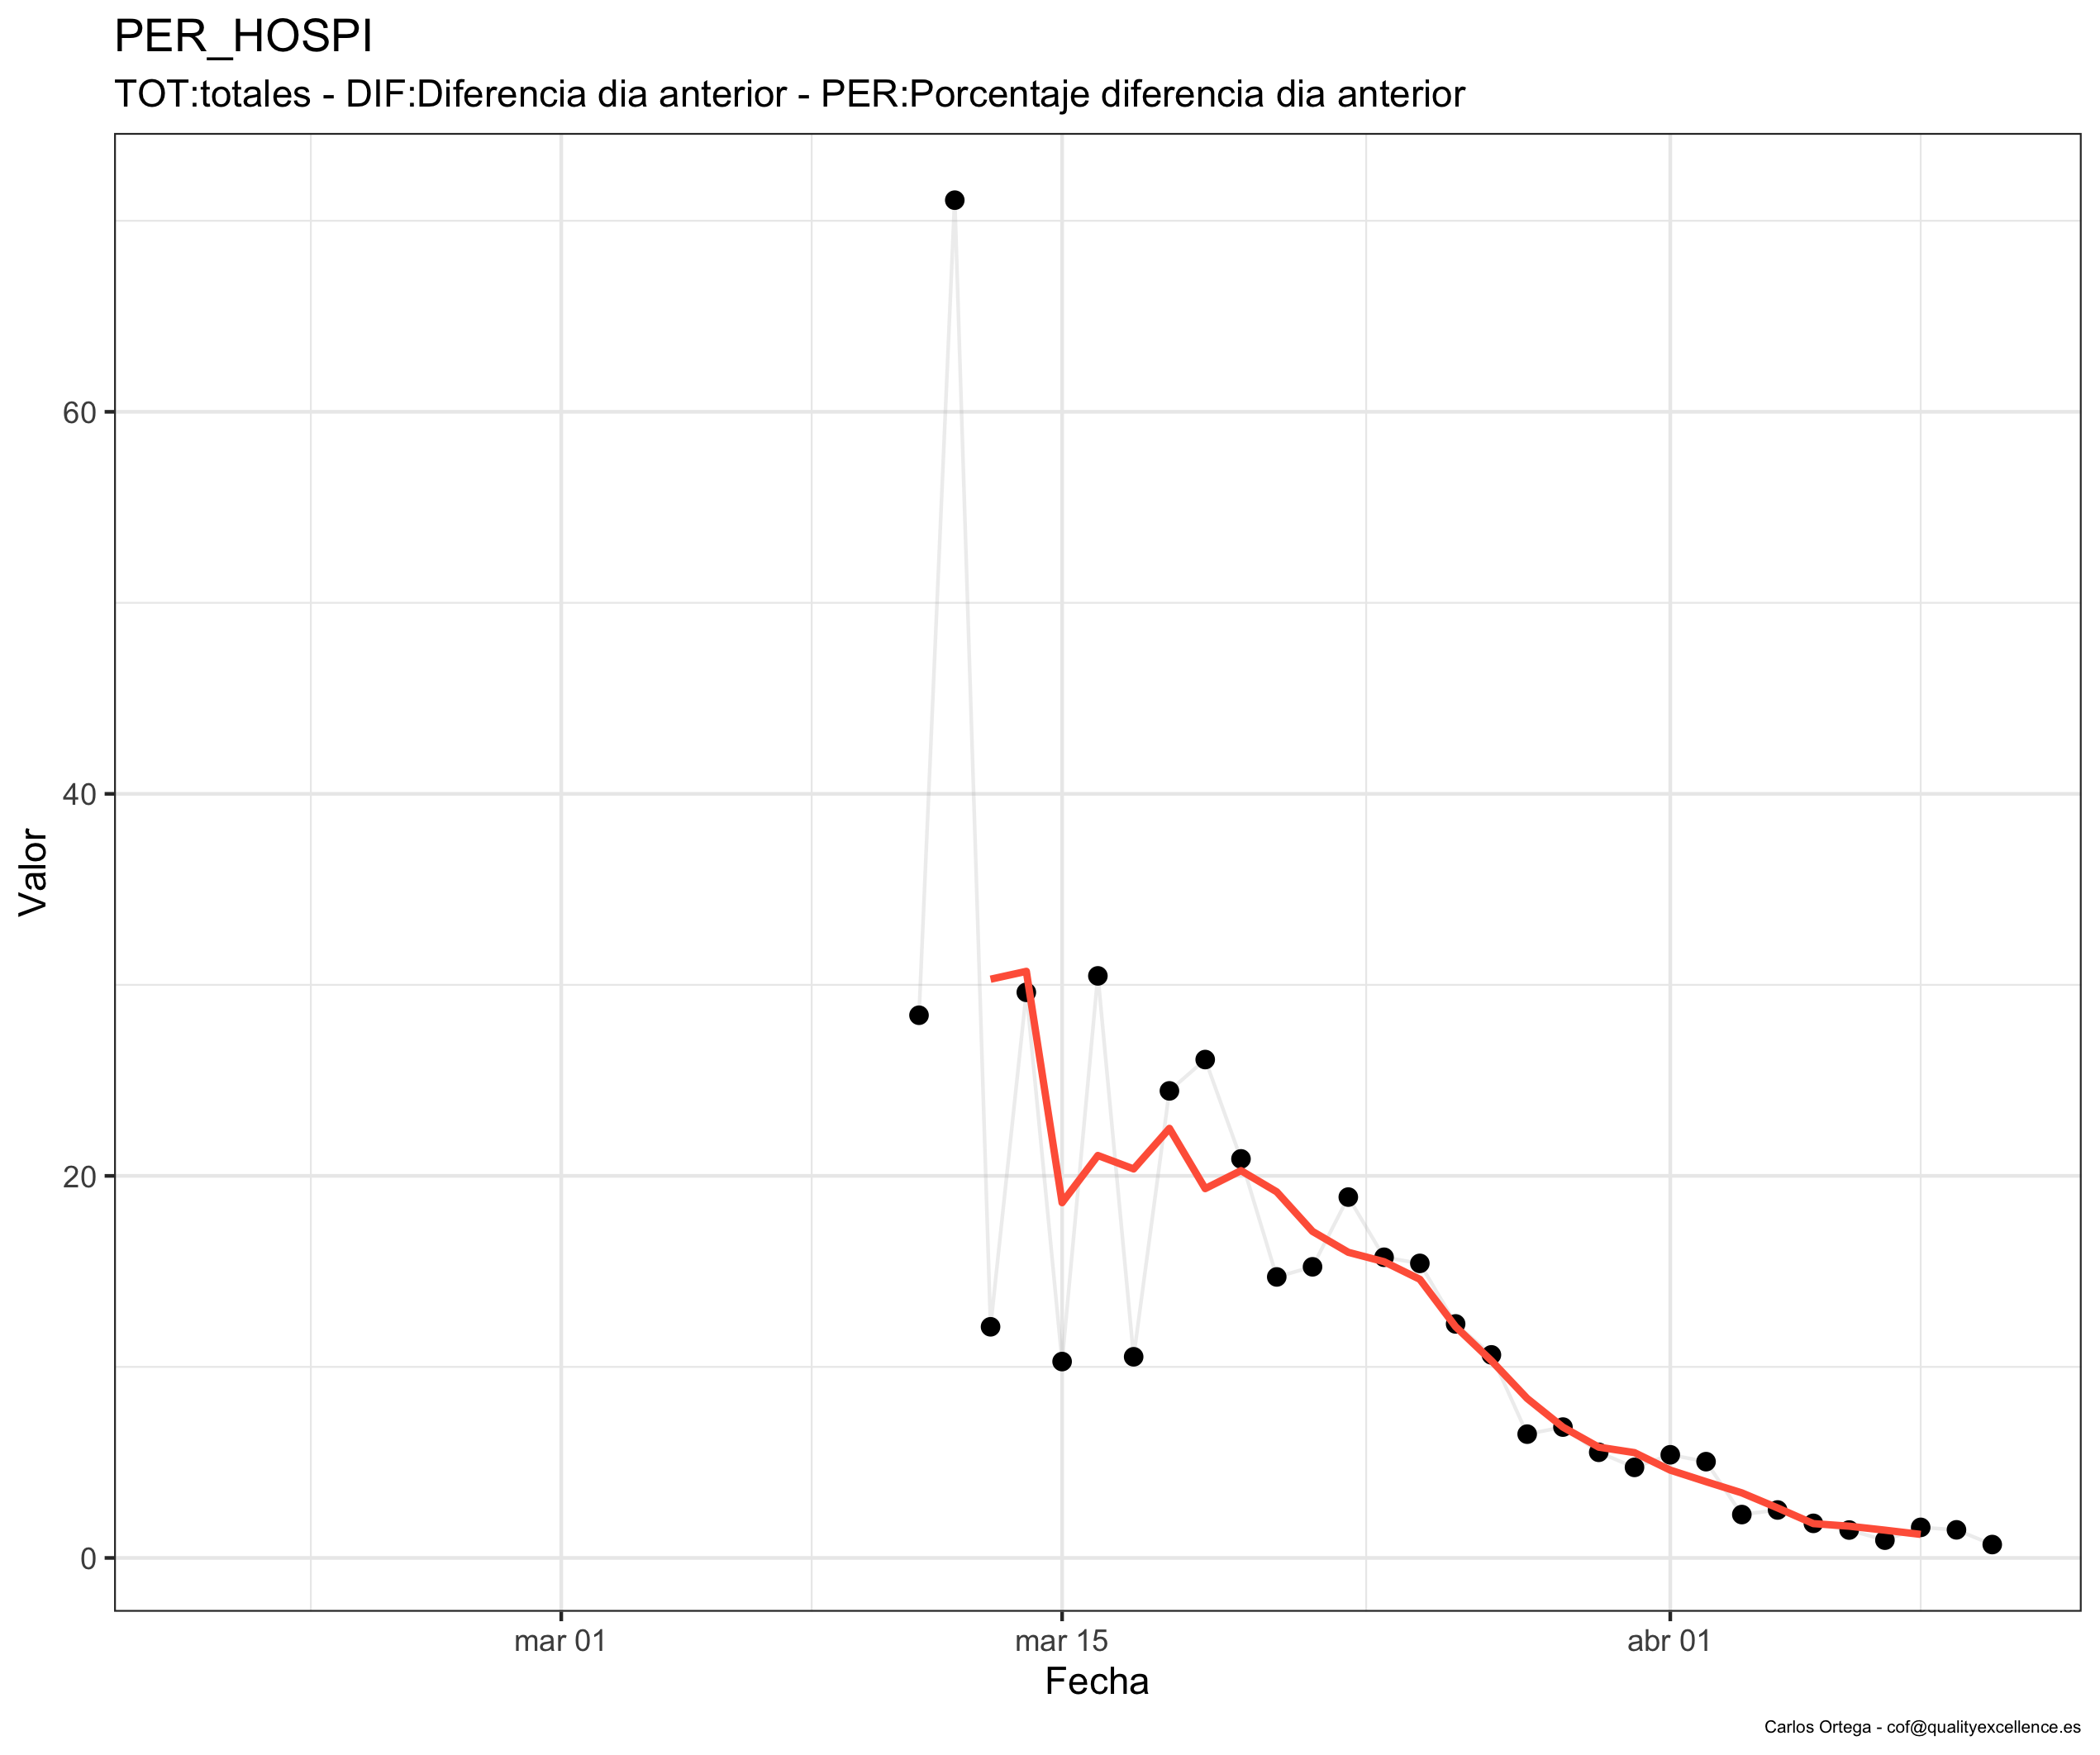 PER_HOSPI
TOT:totales - DIF:Diferencia dia anterior - PER:Porcentaje diferencia dia anterior
Valor
60
40
20
0
mar 01 mar 15 abr 01
Fecha
Carlos Ortega - cof@qualityexcellence.es